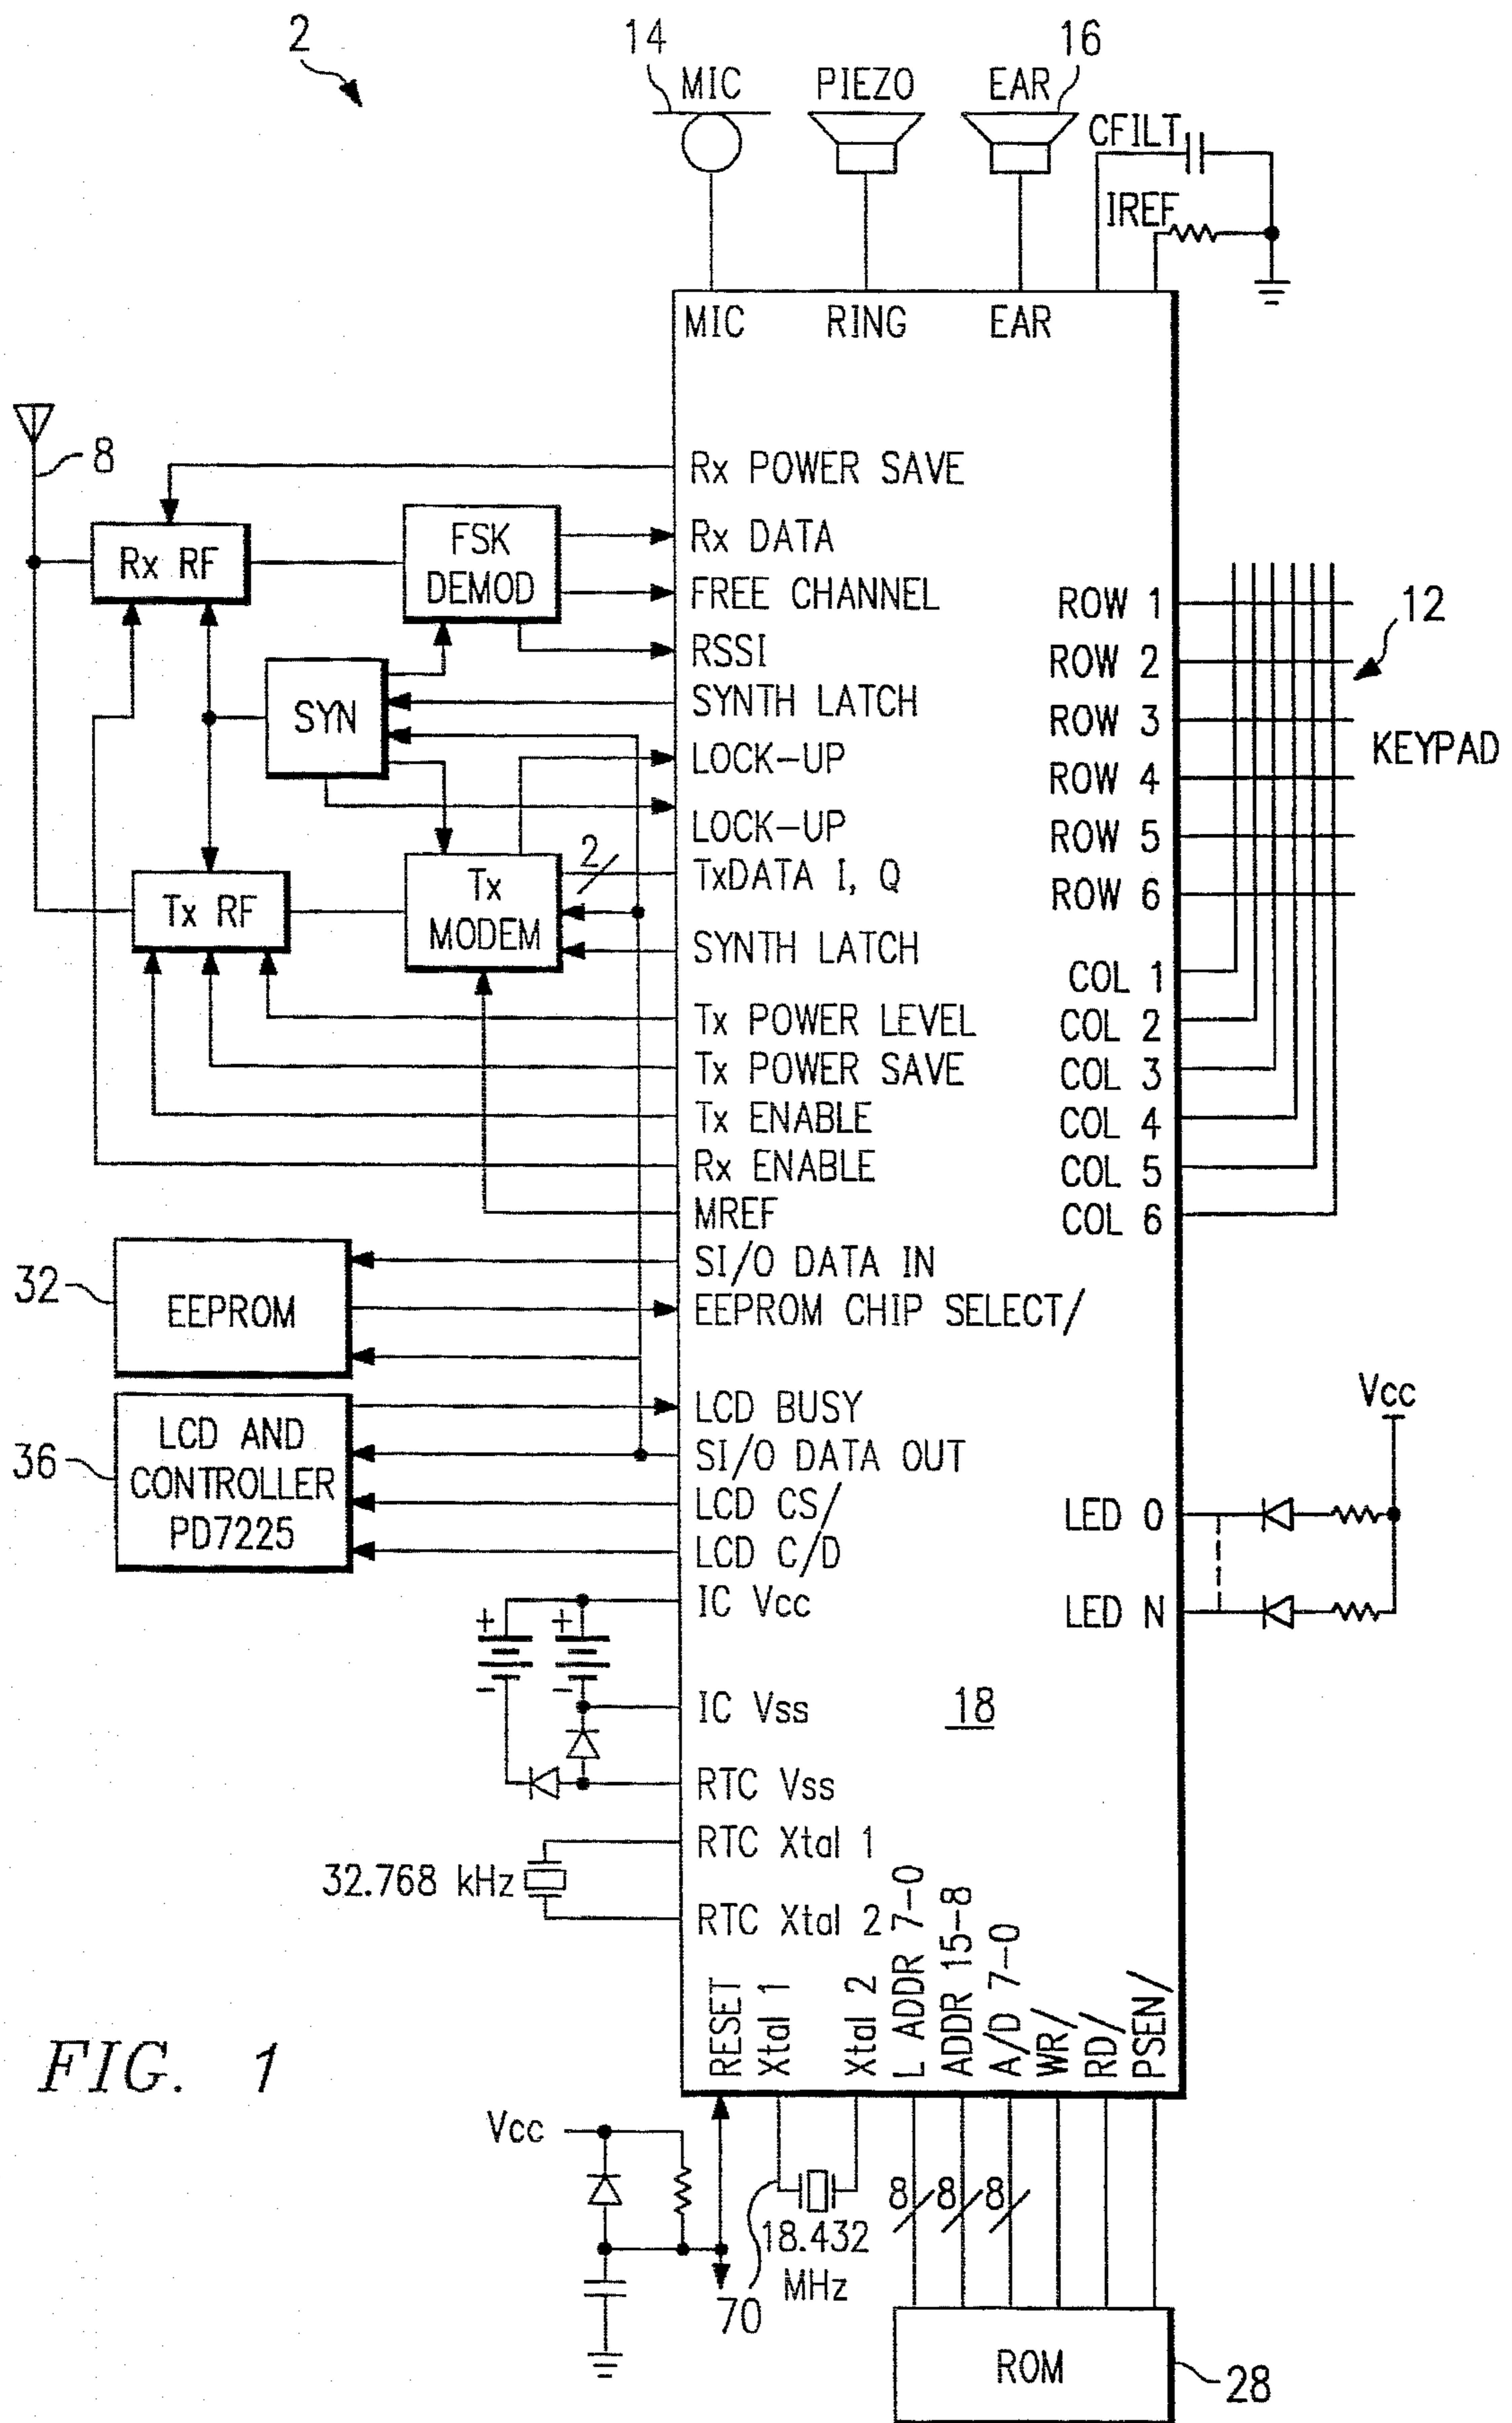 2
14
16
MIC
PIEZO
EAR
CFILT
IREF
MIC
RING
EAR
8
Rx POWER SAVE
Rx RF
FSK
DEMOD
Rx DATA
FREE CHANNEL
RSSI
SYN
SYNTH LATCH
LOCK-UP
LOCK-UP
2
TxDATA I, Q
Tx RF
Tx
MODEM
SYNTH LATCH
Tx POWER LEVEL
Tx POWER SAVE
Tx ENABLE
Rx ENABLE
MREF
ROW 1
ROW 2
ROW 3
ROW 4
ROW 5
ROW 6
12
KEYPAD
COL 1
COL 2
COL 3
COL 4
COL 5
COL 6
32
EEPROM
SI/O DATA IN
EEPROM CHIP SELECT/
36
LCD AND
CONTROLLER
PD7225
LCD BUSY
SI/O DATA OUT
LCD CS/
LCD C/D
Vcc
LED 0
LED N
IC Vcc
+
+
-
-
IC Vss
18
RTC Vss
RTC Xtal 1
32.768 kHz
RTC Xtal 2
RESET
Xtal 1
Xtal 2
L ADDR 7-0
ADDR 15-8
A/D 7-0
WR/
RD/
PSEN/
FIG. 1
Vcc
8
8
8
18.432
MHz
70
ROM
28